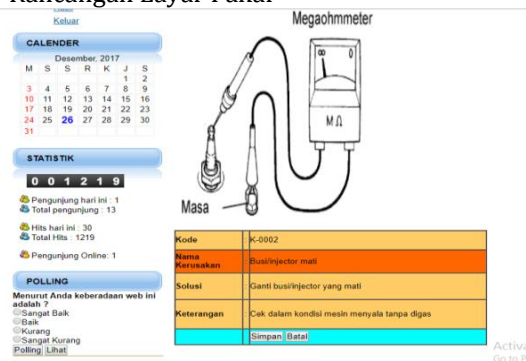 Keluar
CALENDER
Desember, 2017
M S S R K J S
1 2
3 4 5 6 7 8 9
10 11 12 13 14 15 16
17 18 19 20 21 22 23
24 25 26 27 28 29 30
31
STATISTIK
001219
Pengunjung hari ini : 1
Total pengunjung : 13
Hits hari ini : 30
Total Hits : 1219
Pengunjung Online: 1
POLLING
Menurut Anda keberadaan web ini
adalah ?
Sangat Baik
Baik
Kurang
Sangat Kurang
Polling Lihat
Megaohmmeter
∞ 0
MΩ
Masa
Kode : K-0002
Nama Kerusakan : Busi/injector mati
Solusi : Ganti busi/injector yang mati
Keterangan : Cek dalam kondisi mesin menyala tanpa digas
Simpan Batal